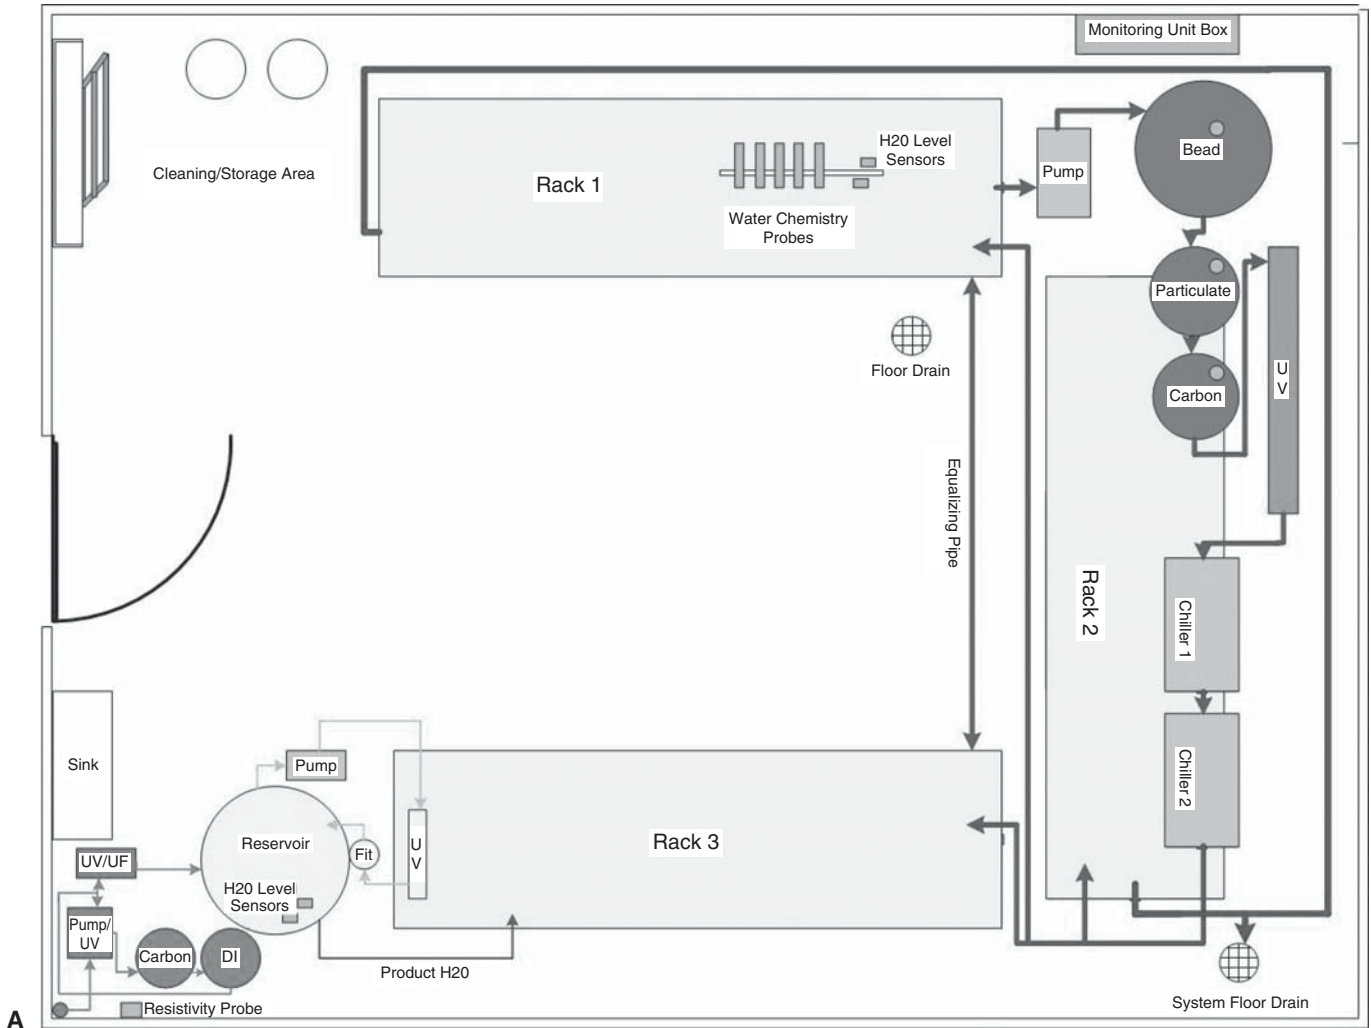 Monitoring Unit Box
Cleaning/Storage Area
Rack 1
H20 Level
Sensors
Water Chemistry
Probes
Pump
Bead
Particulate
Carbon
U
V
Floor Drain
Equalizing Pipe
Rack 2
Chiller 1
Chiller 2
Sink
Pump
Reservoir
Fit
U
V
Rack 3
UV/UF
H20 Level
Sensors
Pump/
UV
Carbon
DI
Product H20
Resistivity Probe
System Floor Drain
A